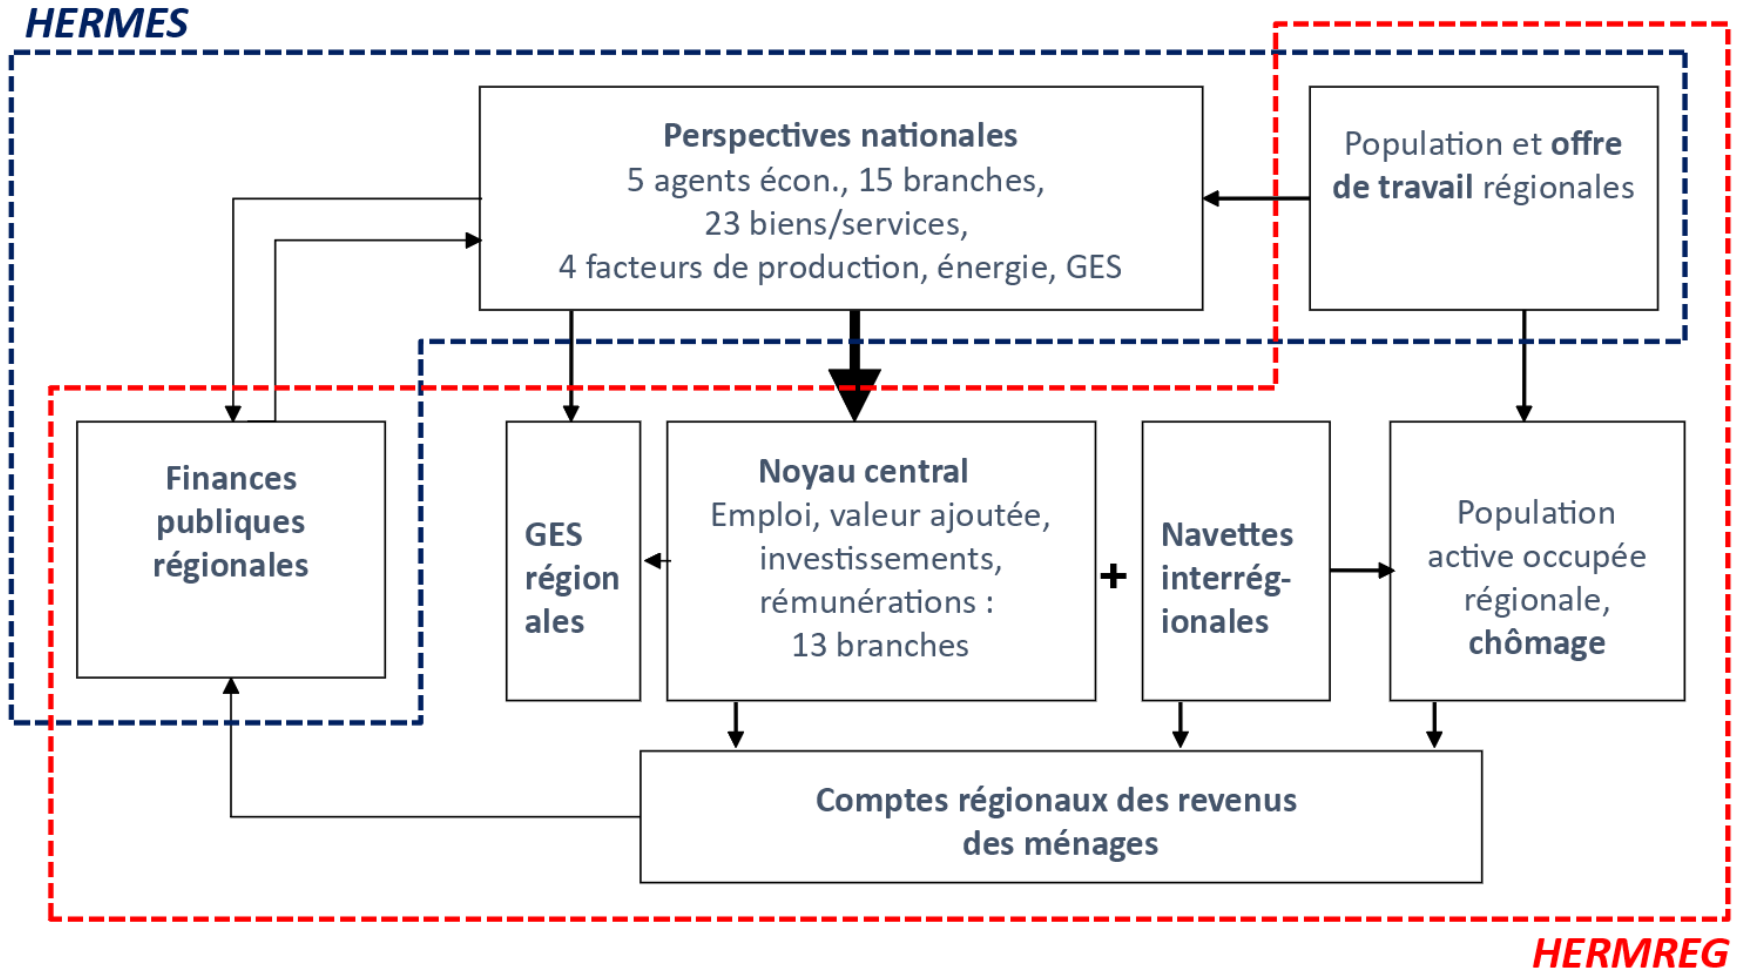 HERMES
Perspectives nationales
5 agents écon., 15 branches,
23 biens/services,
4 facteurs de production, énergie, GES
Population et offre
de travail régionales
Finances
publiques
régionales
GES
région
ales
Noyau central
Emploi, valeur ajoutée,
investissements,
rémunérations :
13 branches
+
Navettes
interrég-
ionales
Population
active occupée
régionale,
chômage
Comptes régionaux des revenus
des ménages
HERMREG